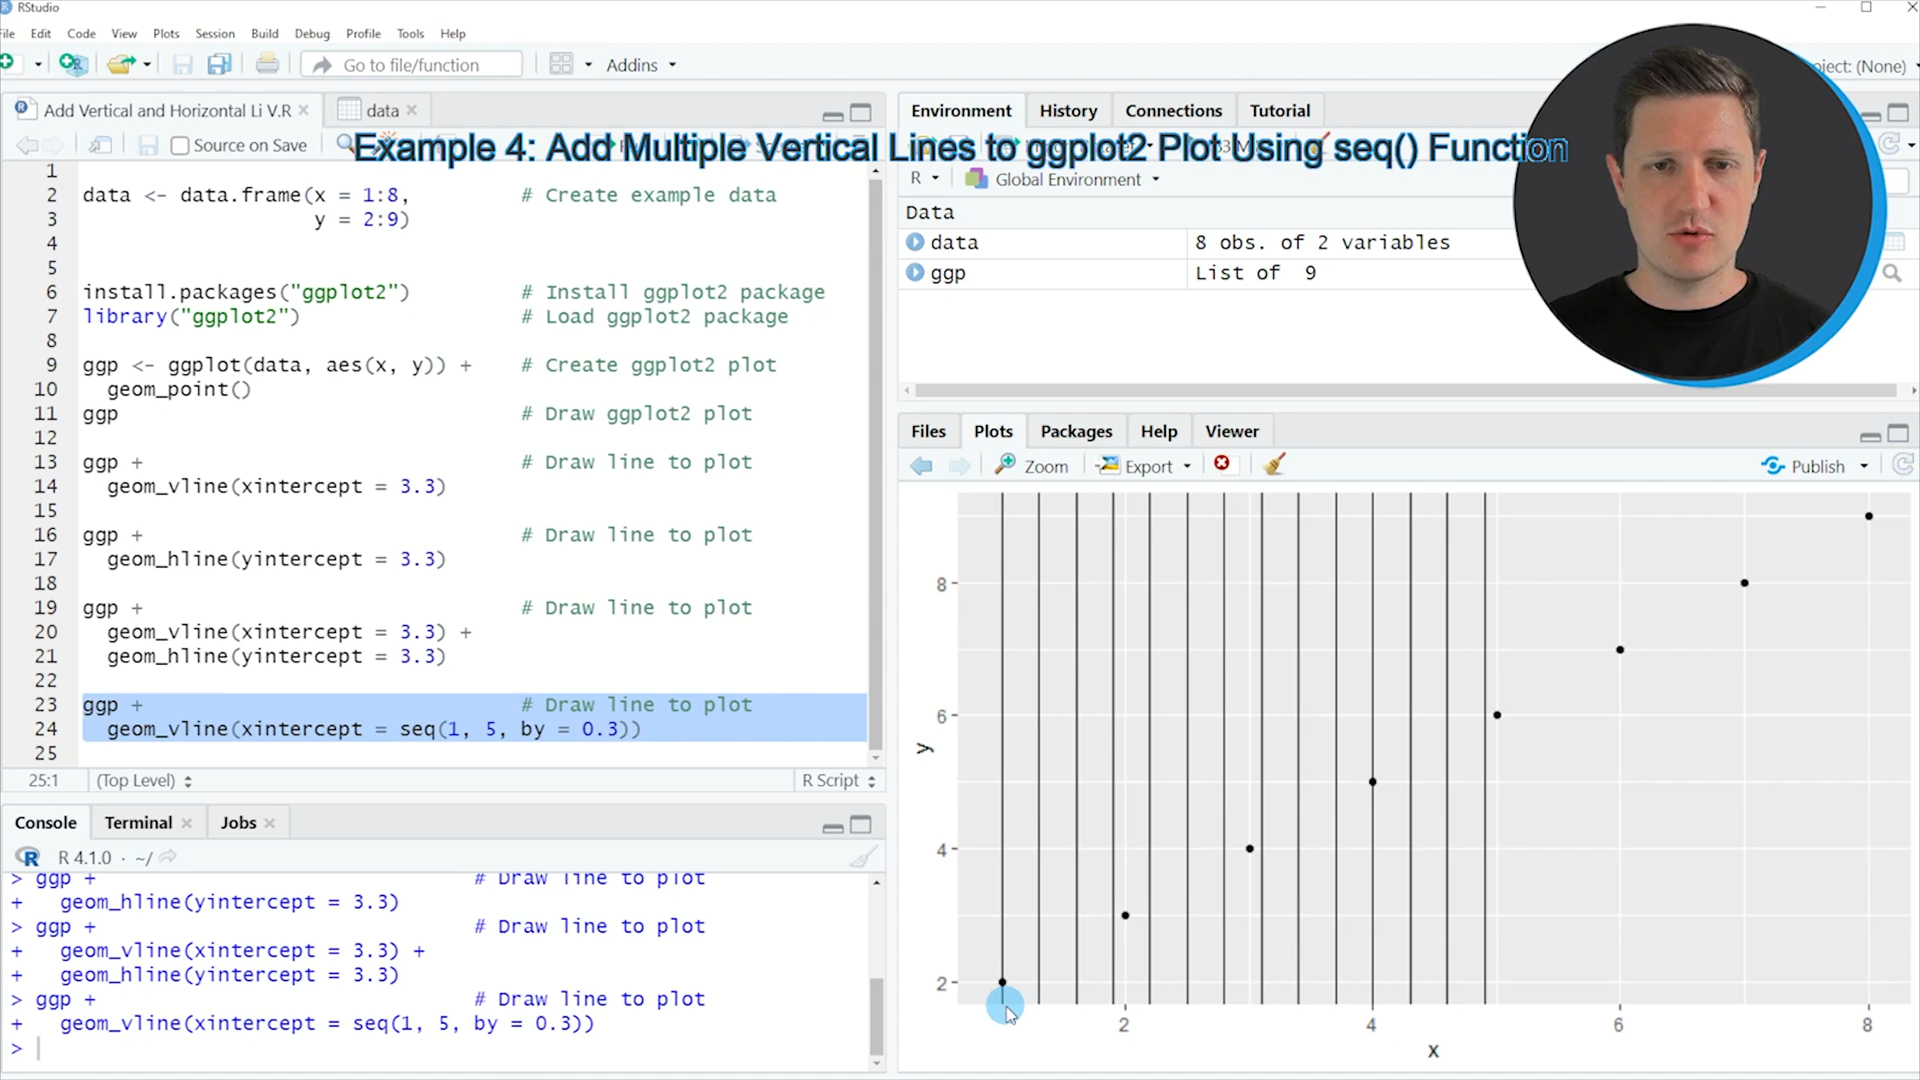 RStudio
File Edit Code View Plots Session Build Debug Profile Tools Help
Go to file/function
Addins
Project: (None)
Add Vertical and Horizontal Li V.R
data
Source on Save
Example 4: Add Multiple Vertical Lines to ggplot2 Plot Using seq() Function
1
2 data <- data.frame(x = 1:8, # Create example data
3 y = 2:9)
4
5
6 install.packages("ggplot2") # Install ggplot2 package
7 library("ggplot2") # Load ggplot2 package
8
9 ggp <- ggplot(data, aes(x, y)) + # Create ggplot2 plot
10 geom_point()
11 ggp # Draw ggplot2 plot
12
13 ggp + # Draw line to plot
14 geom_vline(xintercept = 3.3)
15
16 ggp + # Draw line to plot
17 geom_hline(yintercept = 3.3)
18
19 ggp + # Draw line to plot
20 geom_vline(xintercept = 3.3) +
21 geom_hline(yintercept = 3.3)
22
23 ggp + # Draw line to plot
24 geom_vline(xintercept = seq(1, 5, by = 0.3))
25
25:1 (Top Level) R Script
Console Terminal Jobs
R 4.1.0 · ~/
> ggp + # Draw line to plot
+ geom_hline(yintercept = 3.3)
> ggp + # Draw line to plot
+ geom_vline(xintercept = 3.3) +
+ geom_hline(yintercept = 3.3)
> ggp + # Draw line to plot
+ geom_vline(xintercept = seq(1, 5, by = 0.3))
>
Environment History Connections Tutorial
R Global Environment
Data
data 8 obs. of 2 variables
ggp List of 9
Files Plots Packages Help Viewer
Zoom Export Publish
8
6
y
4
2
2 4 6 8
x